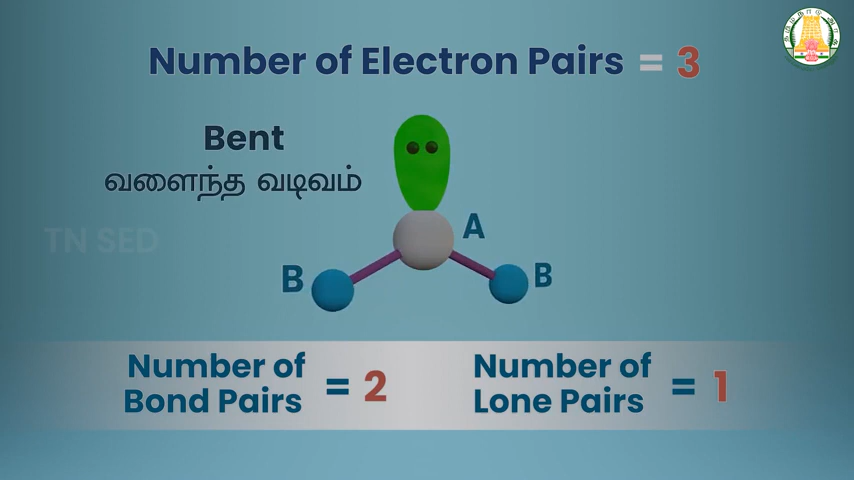 Number of Electron Pairs = 3
Bent
வளைந்த வடிவம்
A
B
B
TN SED
Number of
Bond Pairs = 2
Number of
Lone Pairs = 1